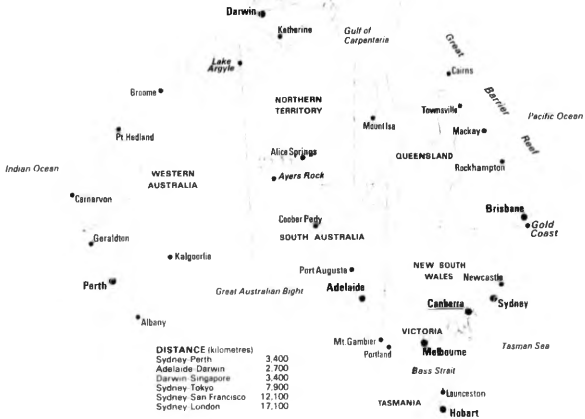 Darwin
Katherine
Gulf of
Carpentaria
Great
Lake
Argyle
Cairns
Broome
NORTHERN
TERRITORY
Townsville
Barrier
Pacific Ocean
Mount Isa
Mackay
Pt Hedland
Reef
Alice Springs
QUEENSLAND
Rockhampton
Indian Ocean
WESTERN
AUSTRALIA
Ayers Rock
Carnarvon
Brisbane
Coober Pedy
Gold
Coast
Geraldton
SOUTH AUSTRALIA
Kalgoorlie
NEW SOUTH
WALES
Port Augusta
Newcastle
Perth
Great Australian Bight
Adelaide
Canberra
Sydney
Albany
VICTORIA
Mt. Gambier
Portland
Melbourne
Tasman Sea
DISTANCE (kilometres)
Sydney-Perth 3,400
Adelaide-Darwin 2,700
Darwin-Singapore 3,400
Sydney-Tokyo 7,900
Sydney-San Francisco 12,100
Sydney-London 17,100
Bass Strait
Launceston
TASMANIA
Hobart